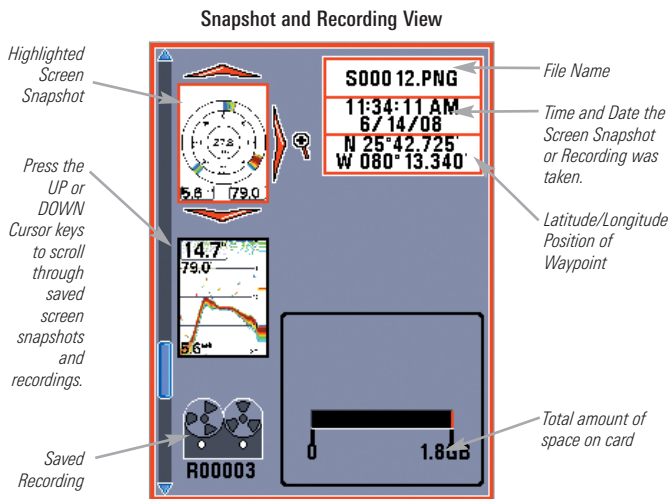 Snapshot and Recording View
Highlighted
Screen
Snapshot
Press the
UP or
DOWN
Cursor keys
to scroll
through
saved
screen
snapshots
and
recordings.
Saved
Recording
27.8
5.6
79.0
14.7
79.0
5.6
R00003
S00012.PNG
11:34:11 AM
6/14/08
N 25°42.725'
W 080°13.340'
0
1.8GB
File Name
Time and Date the
Screen Snapshot
or Recording was
taken.
Latitude/Longitude
Position of
Waypoint
Total amount of
space on card